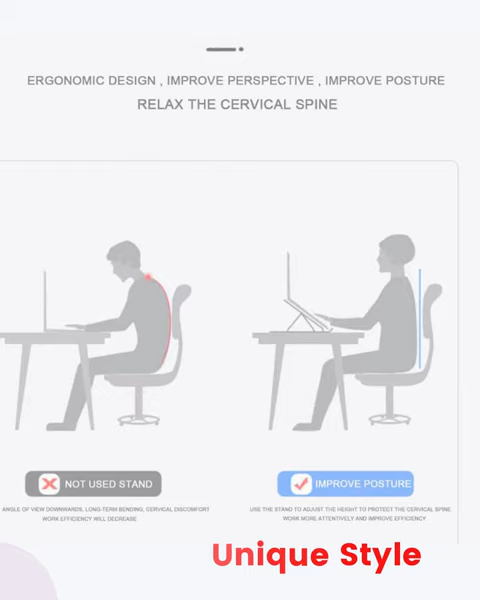 ERGONOMIC DESIGN , IMPROVE PERSPECTIVE , IMPROVE POSTURE
RELAX THE CERVICAL SPINE
NOT USED STAND
ANGLE OF VIEW DOWNWARDS, LONG-TERM BENDING, CERVICAL DISCOMFORT
WORK EFFICIENCY WILL DECREASE
IMPROVE POSTURE
USE THE STAND TO ADJUST THE HEIGHT TO PROTECT THE CERVICAL SPINE
WORK MORE ATTENTIVELY AND IMPROVE EFFICIENCY
Unique Style